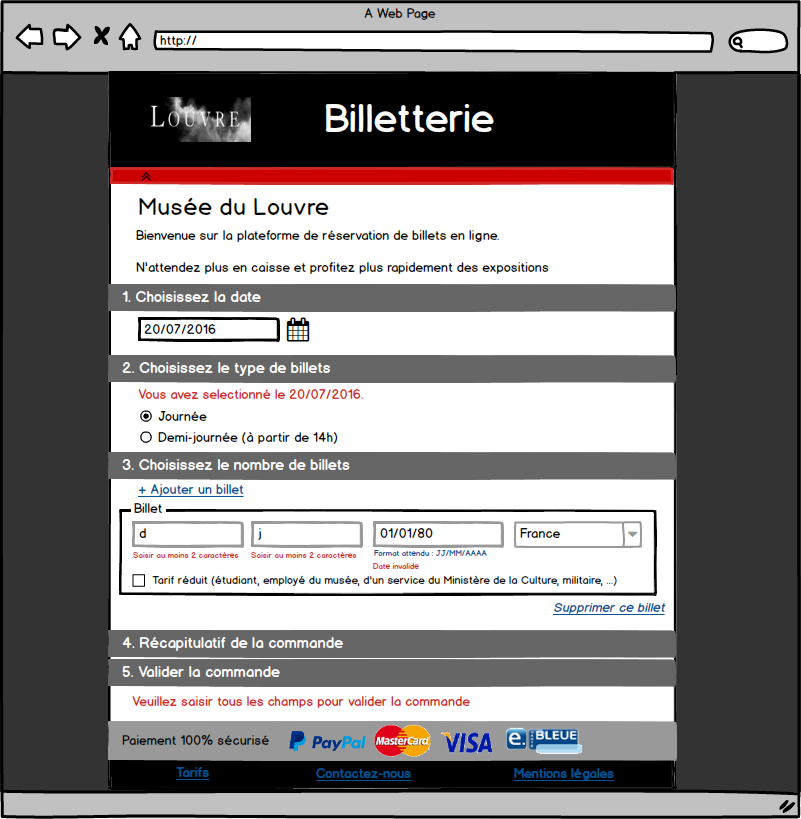 A Web Page
http://
LOUVRE
Billetterie
Musée du Louvre
Bienvenue sur la plateforme de réservation de billets en ligne.
N'attendez plus en caisse et profitez plus rapidement des expositions
1. Choisissez la date
20/07/2016
2. Choisissez le type de billets
Vous avez selectionné le 20/07/2016.
Journée
Demi-journée (à partir de 14h)
3. Choisissez le nombre de billets
+ Ajouter un billet
Billet
d j 01/01/80 France
Saisir au moins 2 caractères Saisir au moins 2 caractères Format attendu : JJ/MM/AAAA
Date invalide
Tarif réduit (étudiant, employé du musée, d'un service du Ministère de la Culture, militaire, ...)
Supprimer ce billet
4. Récapitulatif de la commande
5. Valider la commande
Veuillez saisir tous les champs pour valider la commande
Paiement 100% sécurisé PayPal MasterCard VISA e BLEUE
Tarifs Contactez-nous Mentions légales